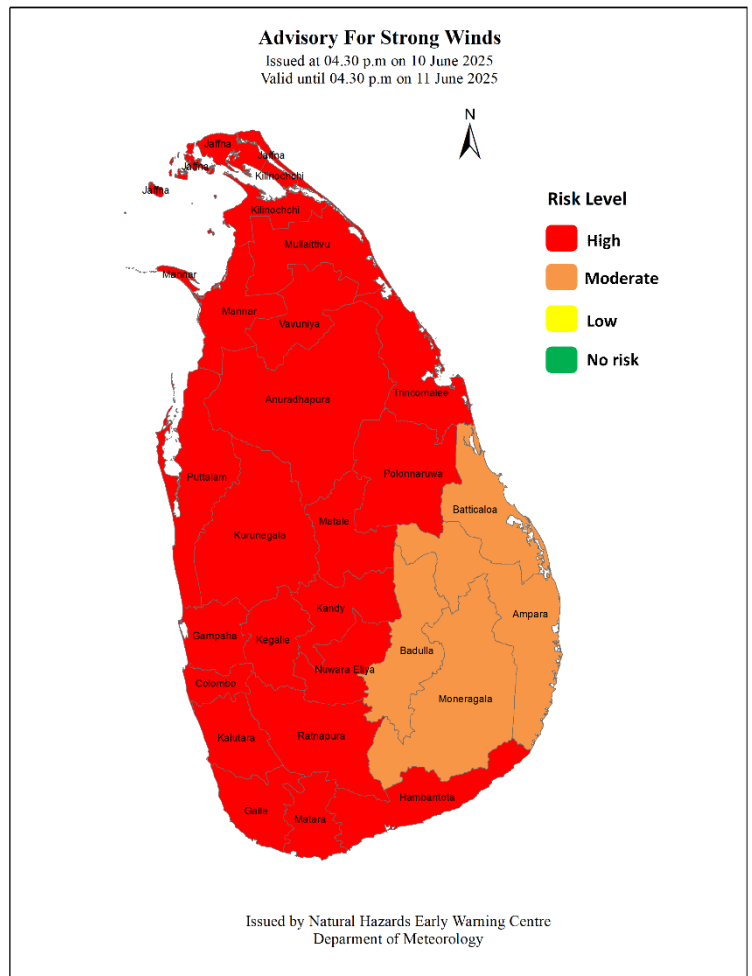 Advisory For Strong Winds
Issued at 04.30 p.m on 10 June 2025
Valid until 04.30 p.m on 11 June 2025
N
Risk Level
High
Moderate
Low
No risk
Jaffna
Jaffna
Jaffna
Jaffna
Kilinochchi
Kilinochchi
Mullaittivu
Mannar
Mannar
Vavuniya
Anuradhapura
Trincomalee
Puttalam
Polonnaruwa
Batticaloa
Matale
Kurunegala
Kandy
Ampara
Gampaha
Kegalle
Badulla
Nuwara Eliya
Colombo
Moneragala
Kalutara
Ratnapura
Hambantota
Galle
Matara
Issued by Natural Hazards Early Warning Centre
Deparment of Meteorology